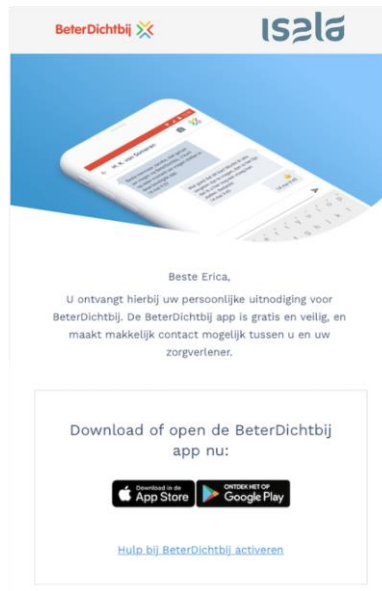 BeterDichtbij
Isala
H. K. van Someren
Beste Erica,
U ontvangt hierbij uw persoonlijke uitnodiging voor
BeterDichtbij. De BeterDichtbij app is gratis en veilig, en
maakt makkelijk contact mogelijk tussen u en uw
zorgverlener.
Download of open de BeterDichtbij
app nu:
Download in de
App Store
ONTDEK HET OP
Google Play
Hulp bij BeterDichtbij activeren